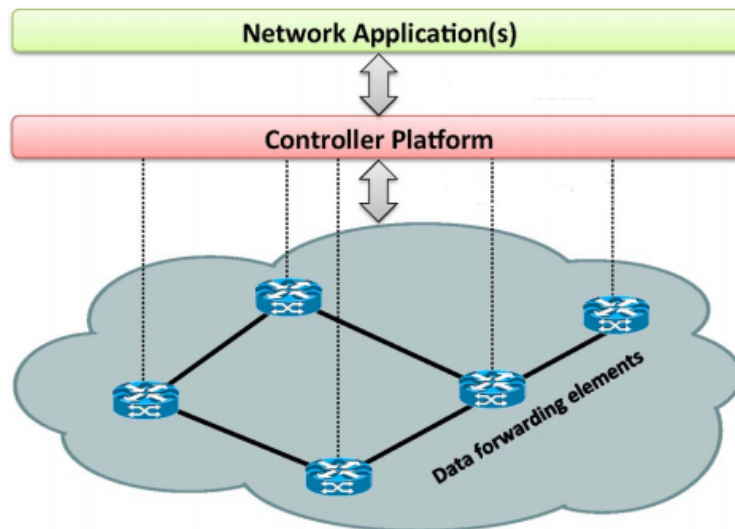 Network Application(s)
Controller Platform
Data forwarding elements